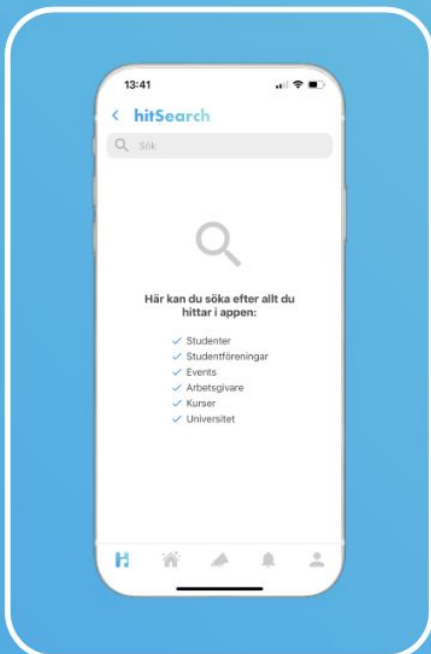 13:41
hitSearch
Sök
Här kan du söka efter allt du
hittar i appen:
Studenter
Studentföreningar
Events
Arbetsgivare
Kurser
Universitet